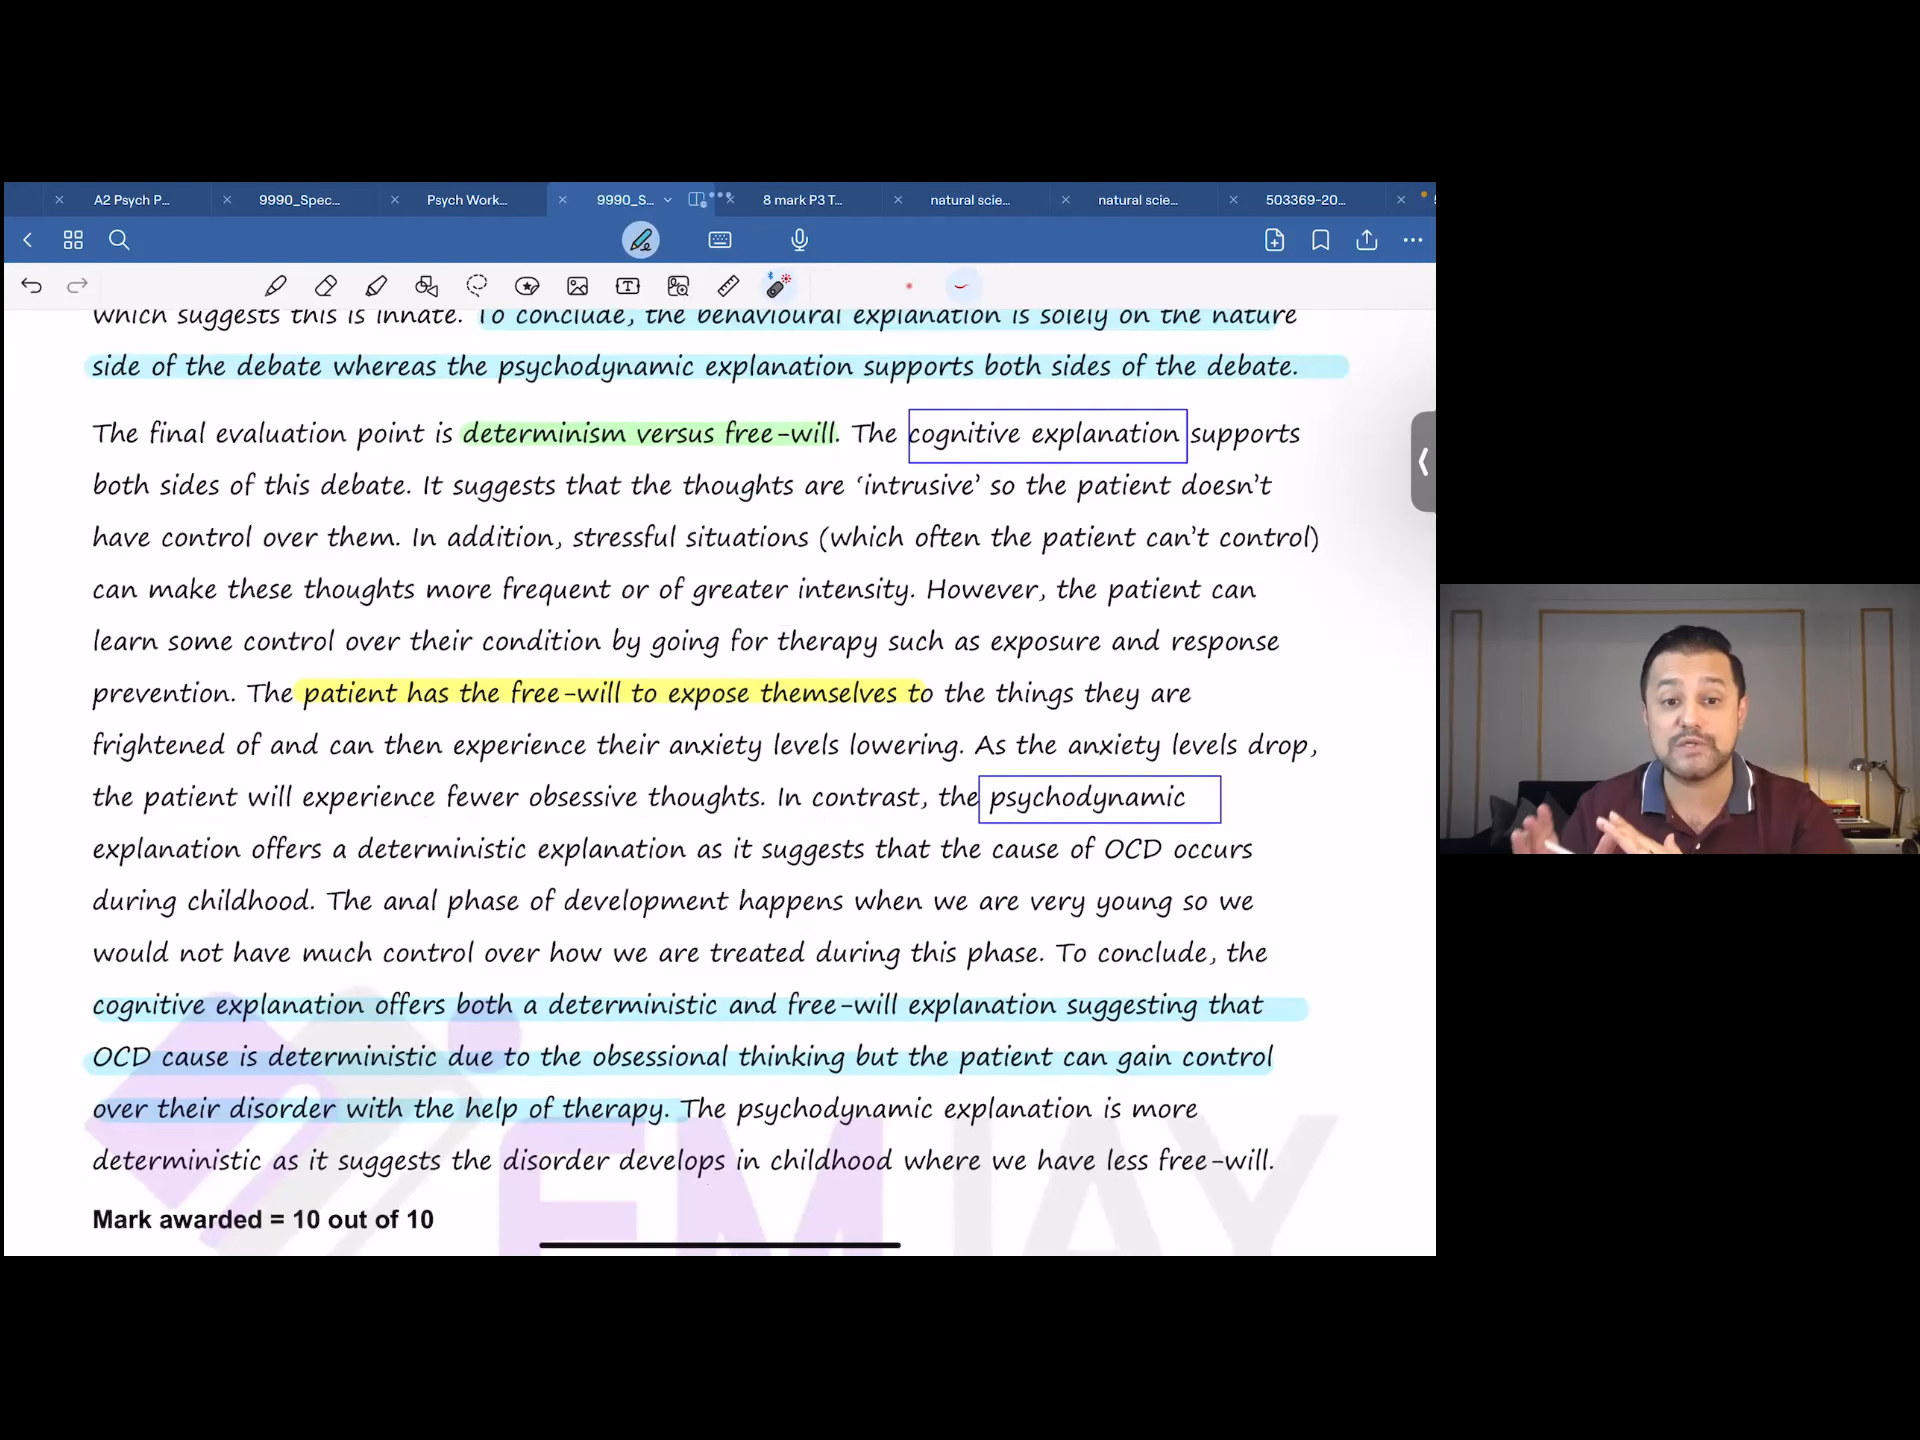 A2 Psych P...
9990_Spec...
Psych Work...
9990_S...
8 mark P3 T...
natural scie...
natural scie...
503369-20...
which suggests this is innate. To conclude, the behavioural explanation is solely on the nature
side of the debate whereas the psychodynamic explanation supports both sides of the debate.
The final evaluation point is determinism versus free-will. The cognitive explanation supports
both sides of this debate. It suggests that the thoughts are ‘intrusive’ so the patient doesn’t
have control over them. In addition, stressful situations (which often the patient can’t control)
can make these thoughts more frequent or of greater intensity. However, the patient can
learn some control over their condition by going for therapy such as exposure and response
prevention. The patient has the free-will to expose themselves to the things they are
frightened of and can then experience their anxiety levels lowering. As the anxiety levels drop,
the patient will experience fewer obsessive thoughts. In contrast, the psychodynamic
explanation offers a deterministic explanation as it suggests that the cause of OCD occurs
during childhood. The anal phase of development happens when we are very young so we
would not have much control over how we are treated during this phase. To conclude, the
cognitive explanation offers both a deterministic and free-will explanation suggesting that
OCD cause is deterministic due to the obsessional thinking but the patient can gain control
over their disorder with the help of therapy. The psychodynamic explanation is more
deterministic as it suggests the disorder develops in childhood where we have less free-will.
Mark awarded = 10 out of 10
EMJAY